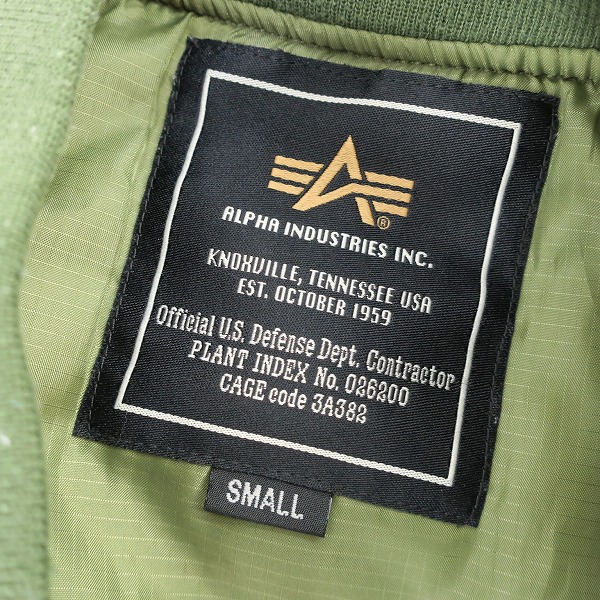 ®
ALPHA INDUSTRIES INC.
KNOXVILLE, TENNESSEE USA
EST. OCTOBER 1959
Official U.S. Defense Dept. Contractor
PLANT INDEX No. 026200
CAGE code 3A382
SMALL